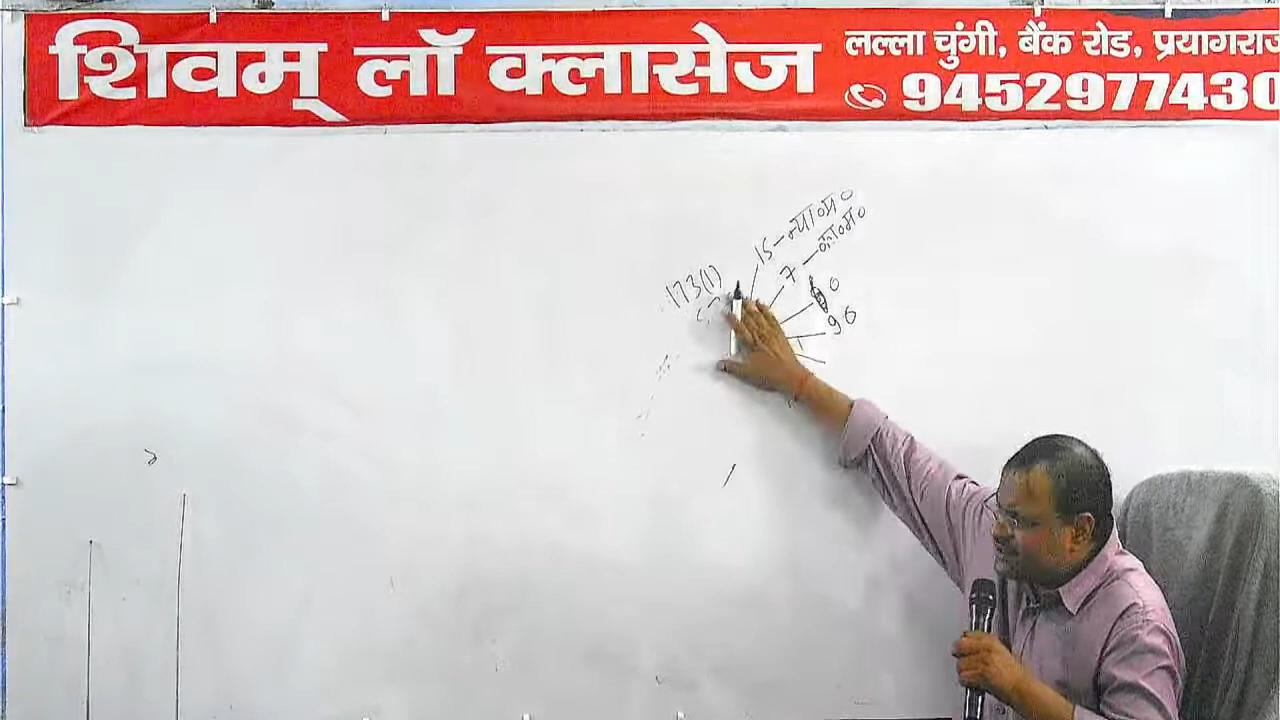 शिवम् लॉ क्लासेज
लल्ला चुंगी, बैंक रोड, प्रयागराज
9452977430
15 - न्या०म०
7 - का०म०
173(1)
96